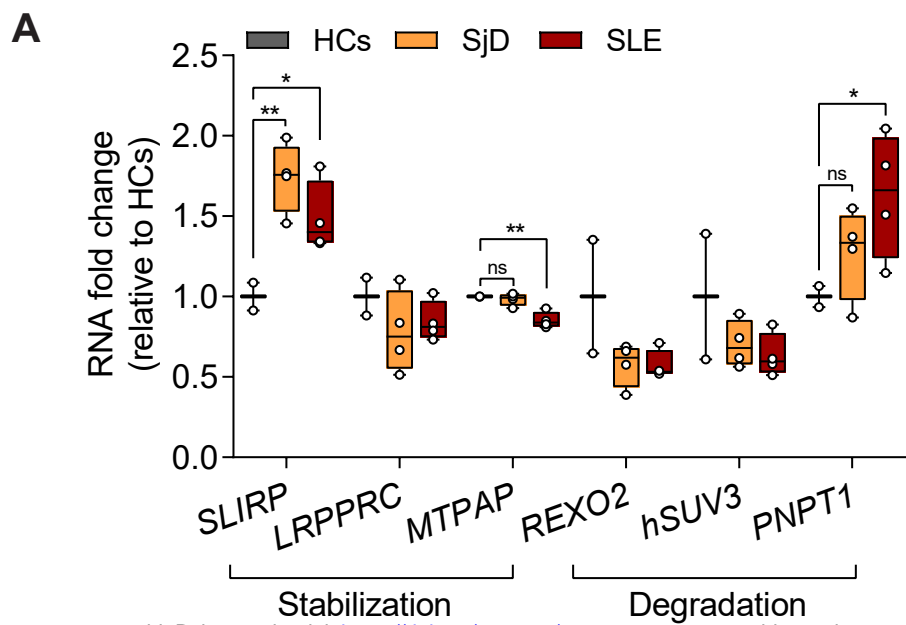 A
HCs SjD SLE
RNA fold change
(relative to HCs)
2.5
2.0
1.5
1.0
0.5
0.0
*
**
ns
**
ns
*
SLIRP LRPPRC MTPAP REXO2 hSUV3 PNPT1
Stabilization Degradation